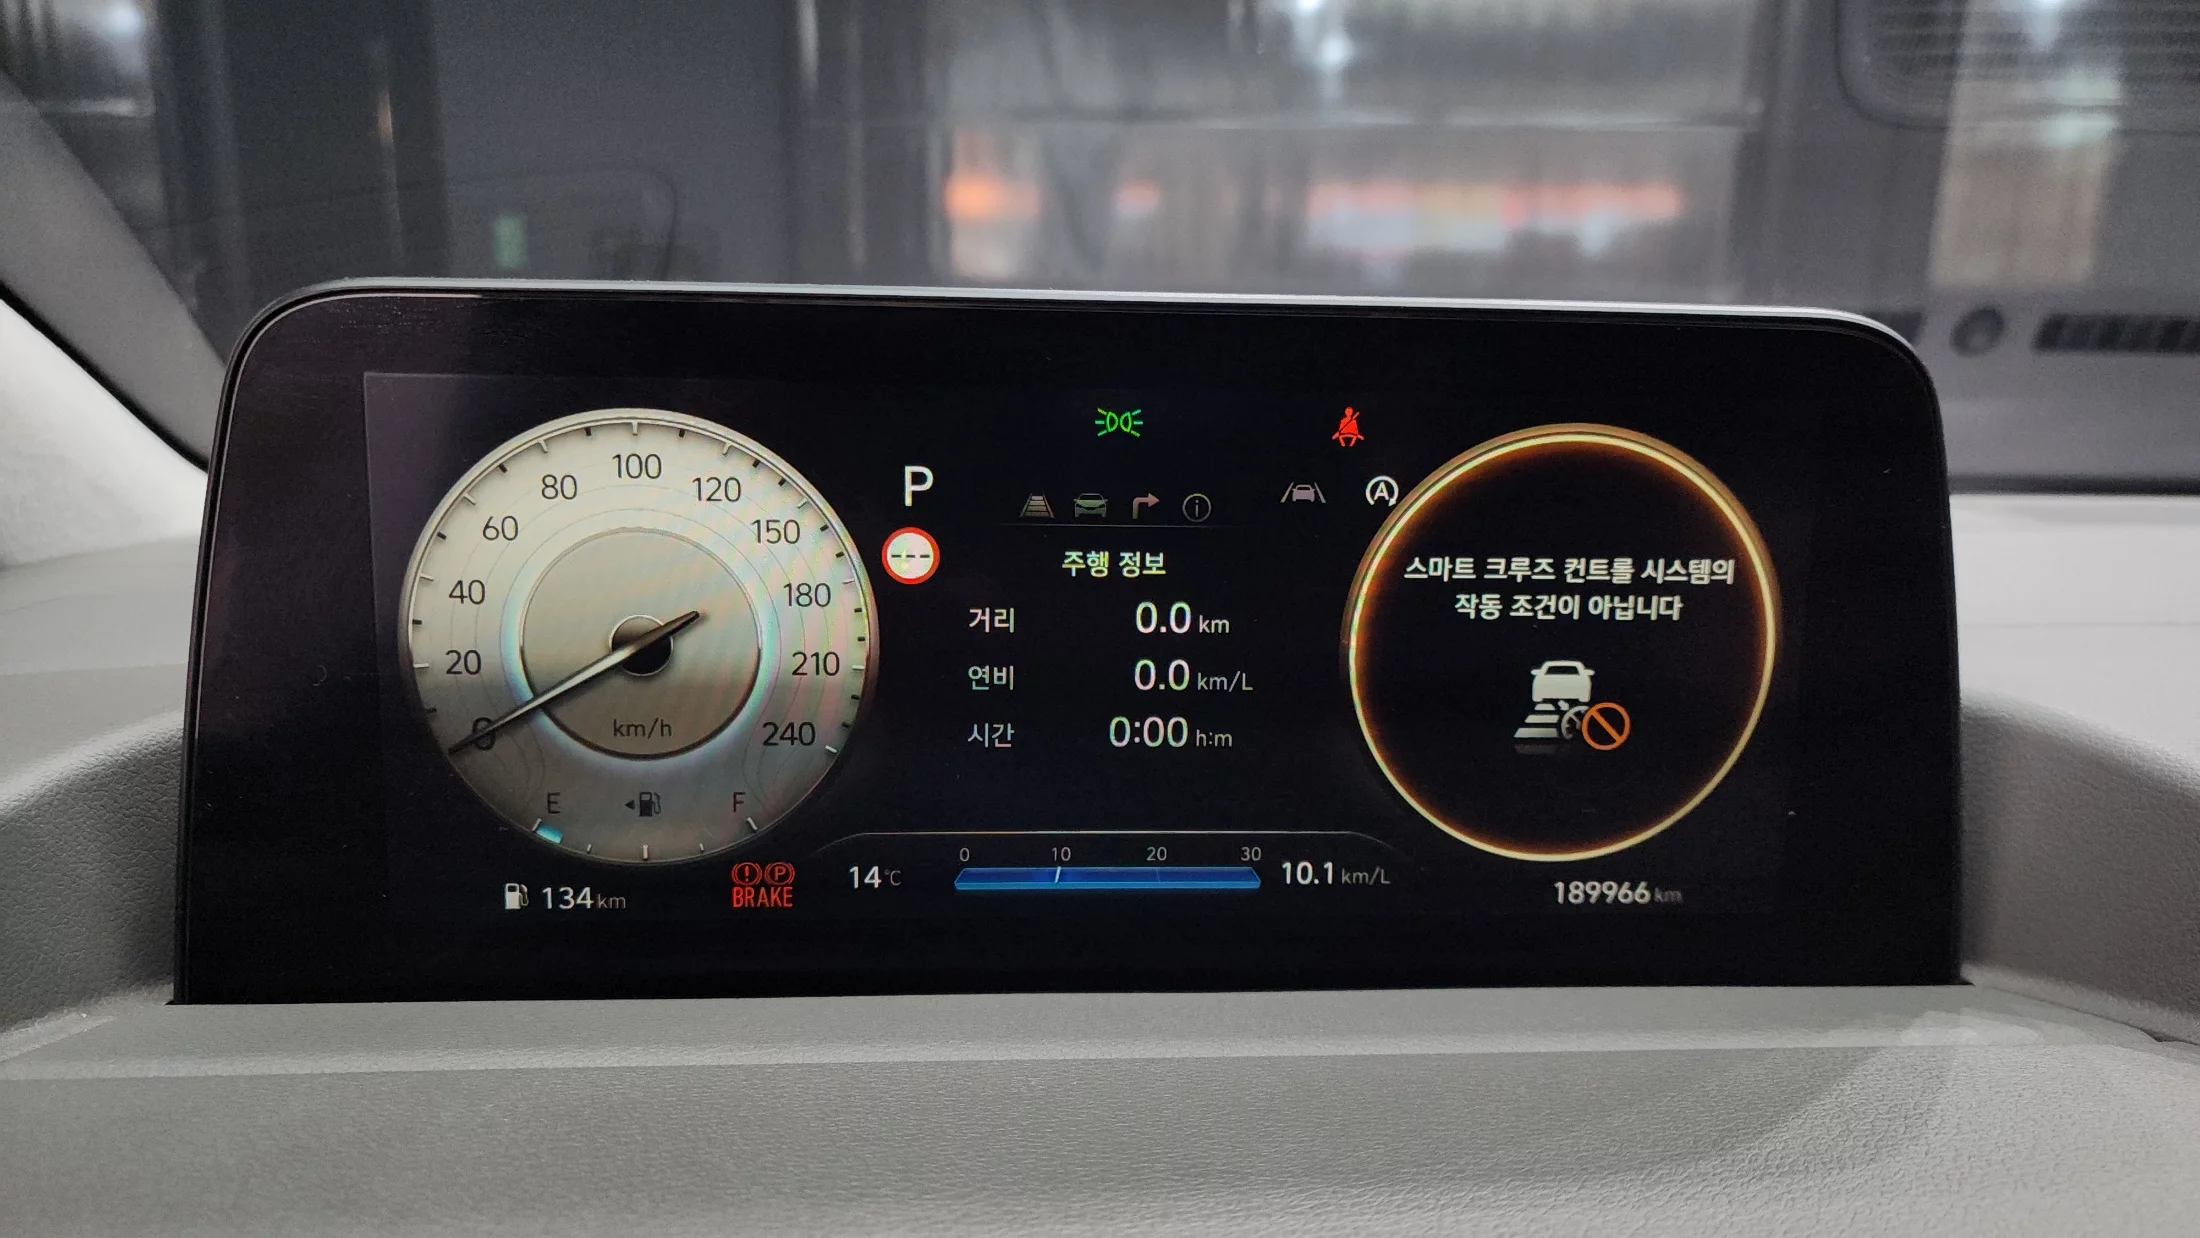 100
80
120
60
150
40
180
20
210
0
240
km/h
E
F
P
---
A
i
주행 정보
거리 0.0 km
연비 0.0 km/L
시간 0:00 h:m
스마트 크루즈 컨트롤 시스템의
작동 조건이 아닙니다
134 km
! P
BRAKE
14°C
0 10 20 30
10.1 km/L
189966 km